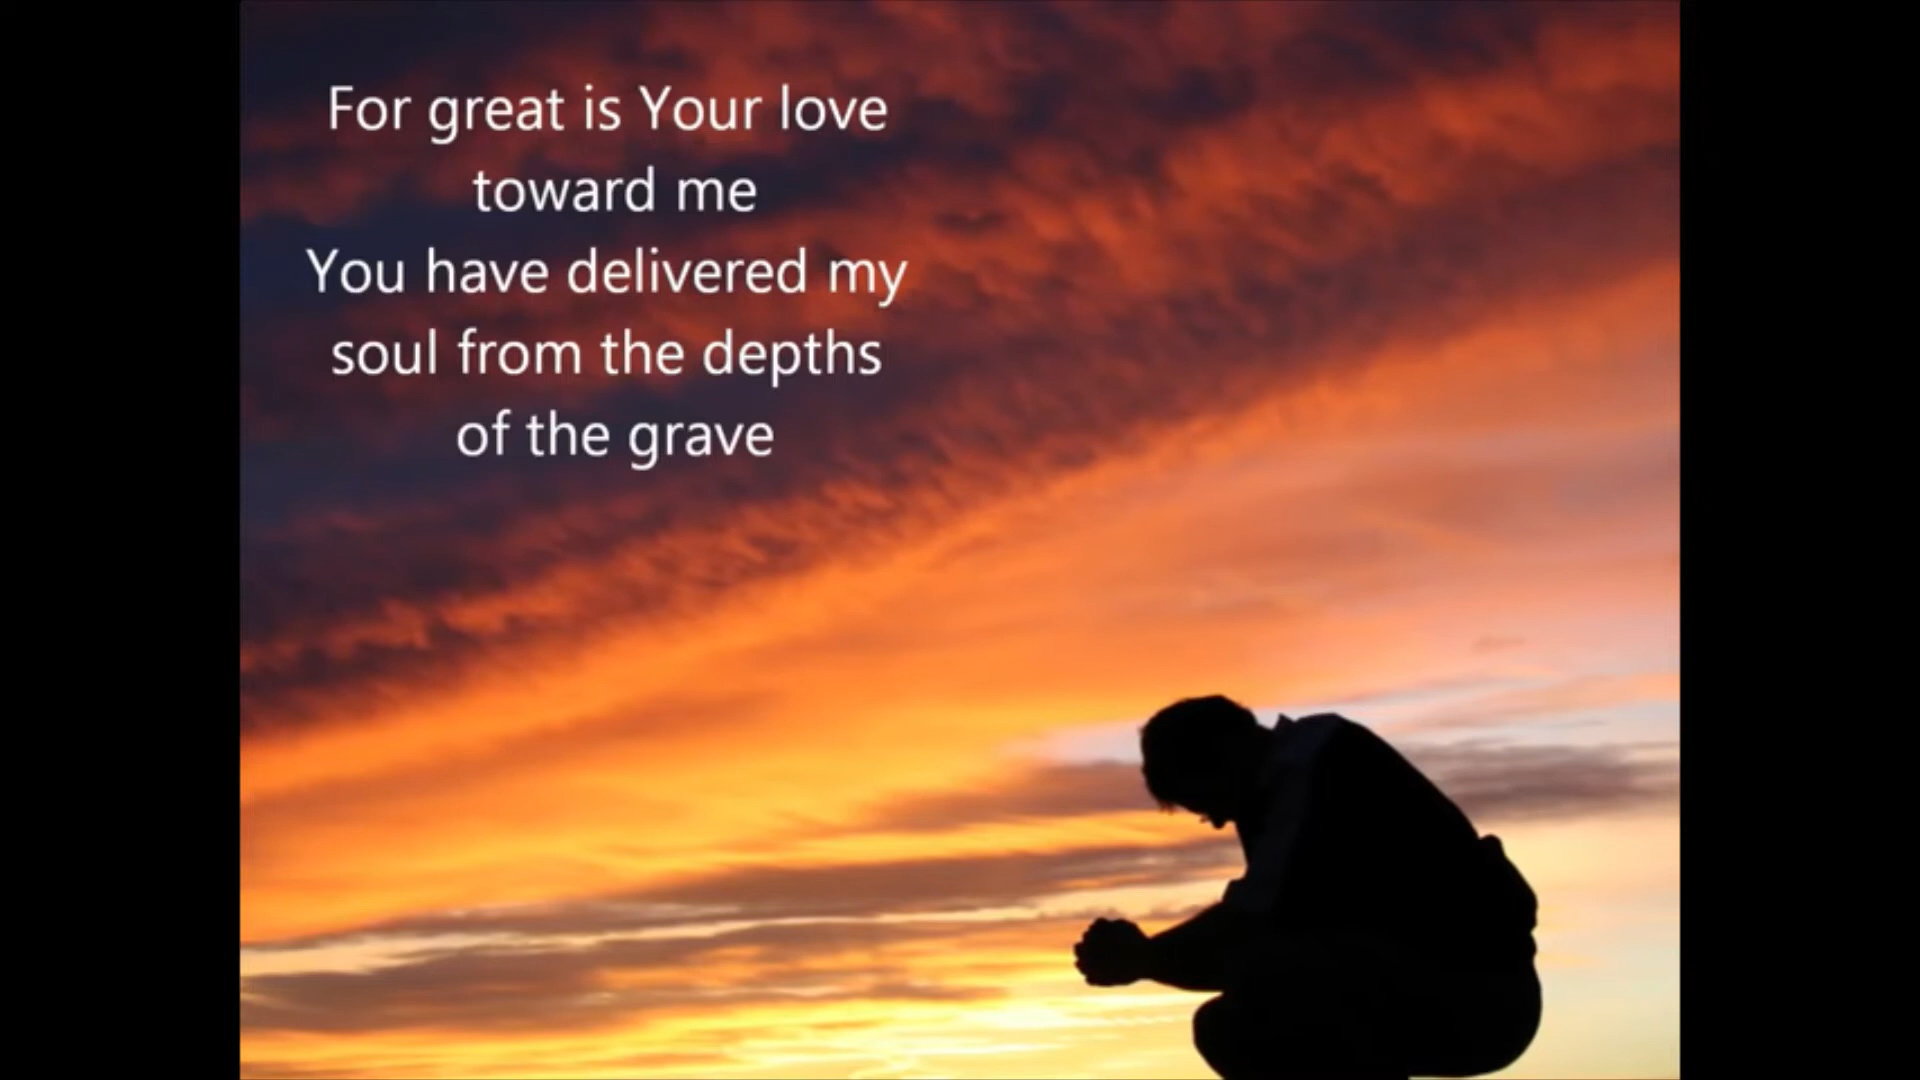 For great is Your love
toward me
You have delivered my
soul from the depths
of the grave